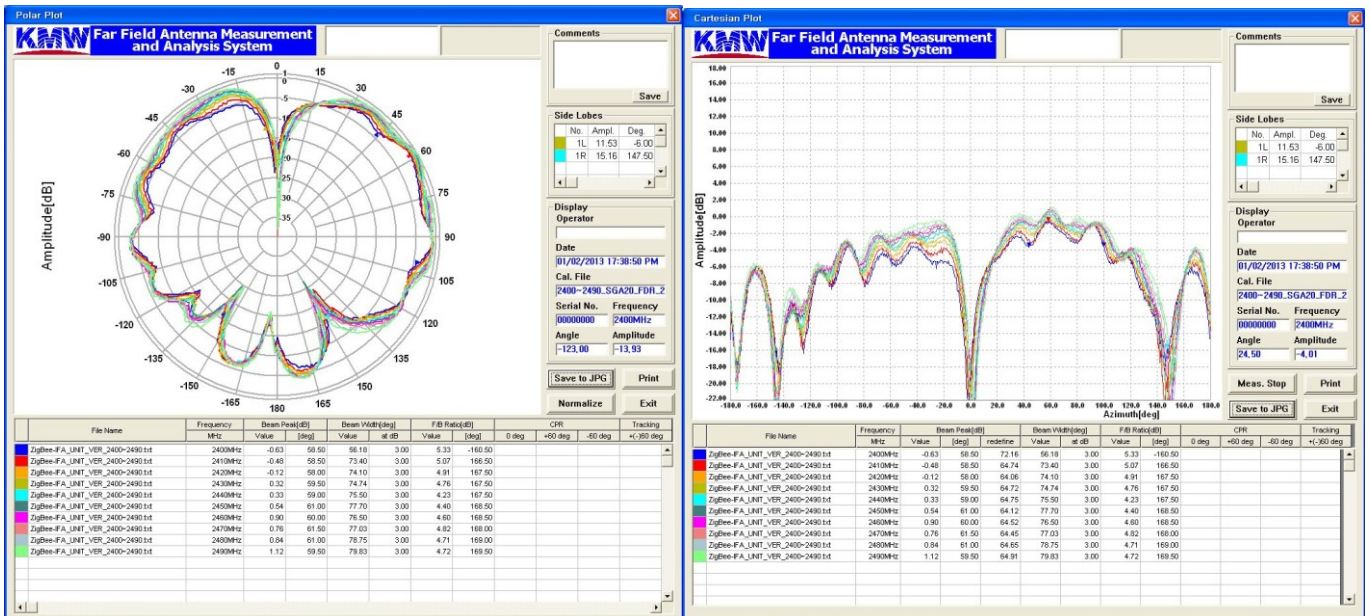 Polar Plot
KMW Far Field Antenna Measurement
and Analysis System
Comments
Save
Side Lobes
No. Ampl. Deg.
1L 11.53 -6.00
1R 15.16 147.50
Display
Operator
Date
01/02/2013 17:38:50 PM
Cal. File
2400~2490_SGA20_FDR_2
Serial No. Frequency
00000000 2400MHz
Angle Amplitude
-123,00 -13,93
Save to JPG Print
Normalize Exit
Amplitude[dB]
0
-15 15
-30 30
-45 45
-60 60
-75 75
-90 90
-105 105
-120 120
-135 135
-150 150
-165 165
180
1
0
-5
-10
15
20
25
-30
-35
File Name Frequency Beam Peak[dB] Beam Width[deg] F/B Ratio[dB] CPR Tracking
MHz Value [deg] Value at dB Value [deg] 0 deg +60 deg -60 deg +(-)60 deg
ZigBee-IFA_UNIT_VER_2400~2490.txt 2400MHz -0.63 58.50 56.18 3.00 5.33 -160.50
ZigBee-IFA_UNIT_VER_2400~2490.txt 2410MHz -0.48 58.50 73.40 3.00 5.07 166.50
ZigBee-IFA_UNIT_VER_2400~2490.txt 2420MHz -0.12 58.00 74.10 3.00 4.91 167.50
ZigBee-IFA_UNIT_VER_2400~2490.txt 2430MHz 0.32 59.50 74.74 3.00 4.76 167.50
ZigBee-IFA_UNIT_VER_2400~2490.txt 2440MHz 0.33 59.00 75.50 3.00 4.23 167.50
ZigBee-IFA_UNIT_VER_2400~2490.txt 2450MHz 0.54 61.00 77.70 3.00 4.40 168.50
ZigBee-IFA_UNIT_VER_2400~2490.txt 2460MHz 0.90 60.00 76.50 3.00 4.60 168.50
ZigBee-IFA_UNIT_VER_2400~2490.txt 2470MHz 0.76 61.50 77.03 3.00 4.82 168.00
ZigBee-IFA_UNIT_VER_2400~2490.txt 2480MHz 0.84 61.00 78.75 3.00 4.71 169.00
ZigBee-IFA_UNIT_VER_2400~2490.txt 2490MHz 1.12 59.50 79.83 3.00 4.72 169.50
Cartesian Plot
KMW Far Field Antenna Measurement
and Analysis System
Comments
Save
Side Lobes
No. Ampl. Deg.
1L 11.53 -6.00
1R 15.16 147.50
Display
Operator
Date
01/02/2013 17:38:50 PM
Cal. File
2400~2490_SGA20_FDR_2
Serial No. Frequency
00000000 2400MHz
Angle Amplitude
24,50 -4,01
Meas. Stop Print
Save to JPG Exit
Amplitude[dB]
18.00
16.00
14.00
12.00
10.00
8.00
6.00
4.00
2.00
0.00
-2.00
-4.00
-6.00
-8.00
-10.00
-12.00
-14.00
-16.00
-18.00
-20.00
-22.00
-180.0 -160.0 -140.0 -120.0 -100.0 -80.0 -60.0 -40.0 -20.0 0.0 20.0 40.0 60.0 80.0 100.0 120.0 140.0 160.0 180.0
Azimuth[deg]
File Name Frequency Beam Peak[dB] Beam Width[deg] F/B Ratio[dB] CPR Tracking
MHz Value [deg] redefine Value at dB Value [deg] 0 deg +60 deg -60 deg +(-)60 deg
ZigBee-IFA_UNIT_VER_2400~2490.txt 2400MHz -0.63 58.50 72.16 56.18 3.00 5.33 -160.50
ZigBee-IFA_UNIT_VER_2400~2490.txt 2410MHz -0.48 58.50 64.74 73.40 3.00 5.07 166.50
ZigBee-IFA_UNIT_VER_2400~2490.txt 2420MHz -0.12 58.00 64.06 74.10 3.00 4.91 167.50
ZigBee-IFA_UNIT_VER_2400~2490.txt 2430MHz 0.32 59.50 64.72 74.74 3.00 4.76 167.50
ZigBee-IFA_UNIT_VER_2400~2490.txt 2440MHz 0.33 59.00 64.75 75.50 3.00 4.23 167.50
ZigBee-IFA_UNIT_VER_2400~2490.txt 2450MHz 0.54 61.00 64.12 77.70 3.00 4.40 168.50
ZigBee-IFA_UNIT_VER_2400~2490.txt 2460MHz 0.90 60.00 64.52 76.50 3.00 4.60 168.50
ZigBee-IFA_UNIT_VER_2400~2490.txt 2470MHz 0.76 61.50 64.45 77.03 3.00 4.82 168.00
ZigBee-IFA_UNIT_VER_2400~2490.txt 2480MHz 0.84 61.00 64.65 78.75 3.00 4.71 169.00
ZigBee-IFA_UNIT_VER_2400~2490.txt 2490MHz 1.12 59.50 64.91 79.83 3.00 4.72 169.50